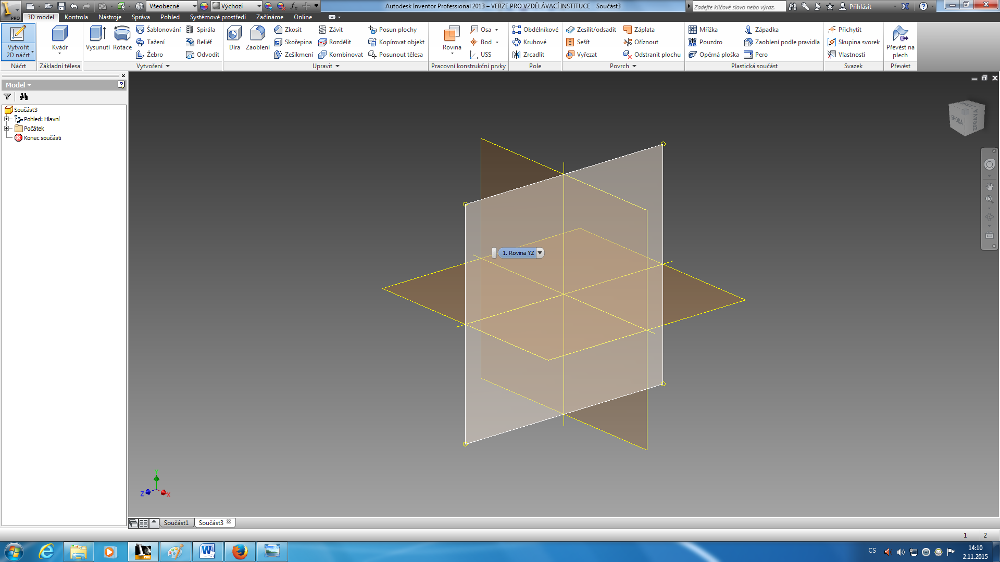 PRO
Všeobecné
Výchozí
fx
Autodesk Inventor Professional 2013 – VERZE PRO VZDĚLÁVACÍ INSTITUCE Součást3
Zadejte klíčové slovo nebo výraz.
Přihlásit
3D model Kontrola Nástroje Správa Pohled Systémové prostředí Začínáme Online
Vytvořit 2D náčrt
Náčrt
Kvádr
Základní tělesa
Vysunutí
Rotace
Šablonování
Tažení
Žebro
Spirála
Reliéf
Odvodit
Vytvoření
Díra
Zaoblení
Zkosit
Skořepina
Zešikmení
Závit
Rozdělit
Kombinovat
Posun plochy
Kopírovat objekt
Posunout tělesa
Upravit
Rovina
Osa
Bod
USS
Pracovní konstrukční prvky
Obdélníkové
Kruhové
Zrcadlit
Pole
Zesílit/odsadit
Sešít
Vyřezat
Záplata
Oříznout
Odstranit plochu
Povrch
Mřížka
Pouzdro
Opěrná ploška
Západka
Zaoblení podle pravidla
Pero
Plastická součást
Přichytit
Skupina svorek
Vlastnosti
Svazek
Převést na plech
Převést
Model
Součást3
Pohled: Hlavní
Počátek
Konec součásti
SHORA
ZPRAVA
1. Rovina YZ
Y
Z
X
Součást1
Součást3
1 2
PRO
CS
14:10
2.11.2015